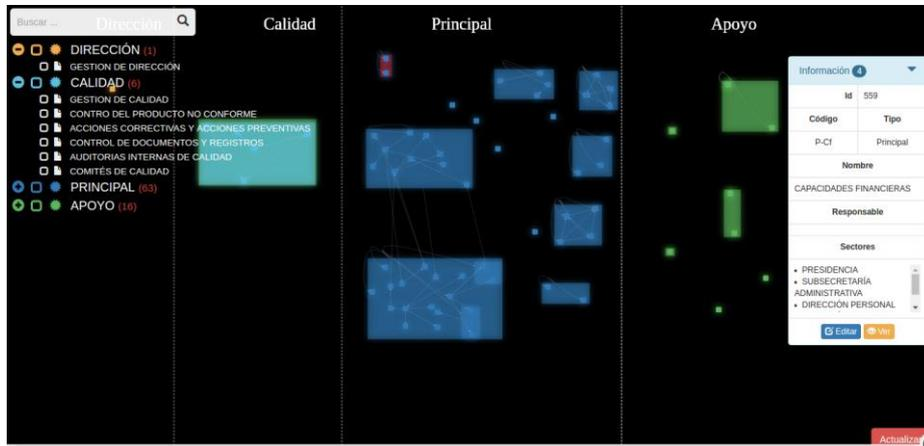 Buscar ...
Dirección
Calidad
Principal
Apoyo
DIRECCIÓN (1)
GESTION DE DIRECCIÓN
CALIDAD (6)
GESTION DE CALIDAD
CONTRO DEL PRODUCTO NO CONFORME
ACCIONES CORRECTIVAS Y ACCIONES PREVENTIVAS
CONTROL DE DOCUMENTOS Y REGISTROS
AUDITORIAS INTERNAS DE CALIDAD
COMITÉS DE CALIDAD
PRINCIPAL (63)
APOYO (16)
Información 4
Id 559
Código Tipo
P-Cf Principal
Nombre
CAPACIDADES FINANCIERAS
Responsable
Sectores
• PRESIDENCIA
• SUBSECRETARÍA
ADMINISTRATIVA
• DIRECCIÓN PERSONAL
Editar Ver
Actualiza